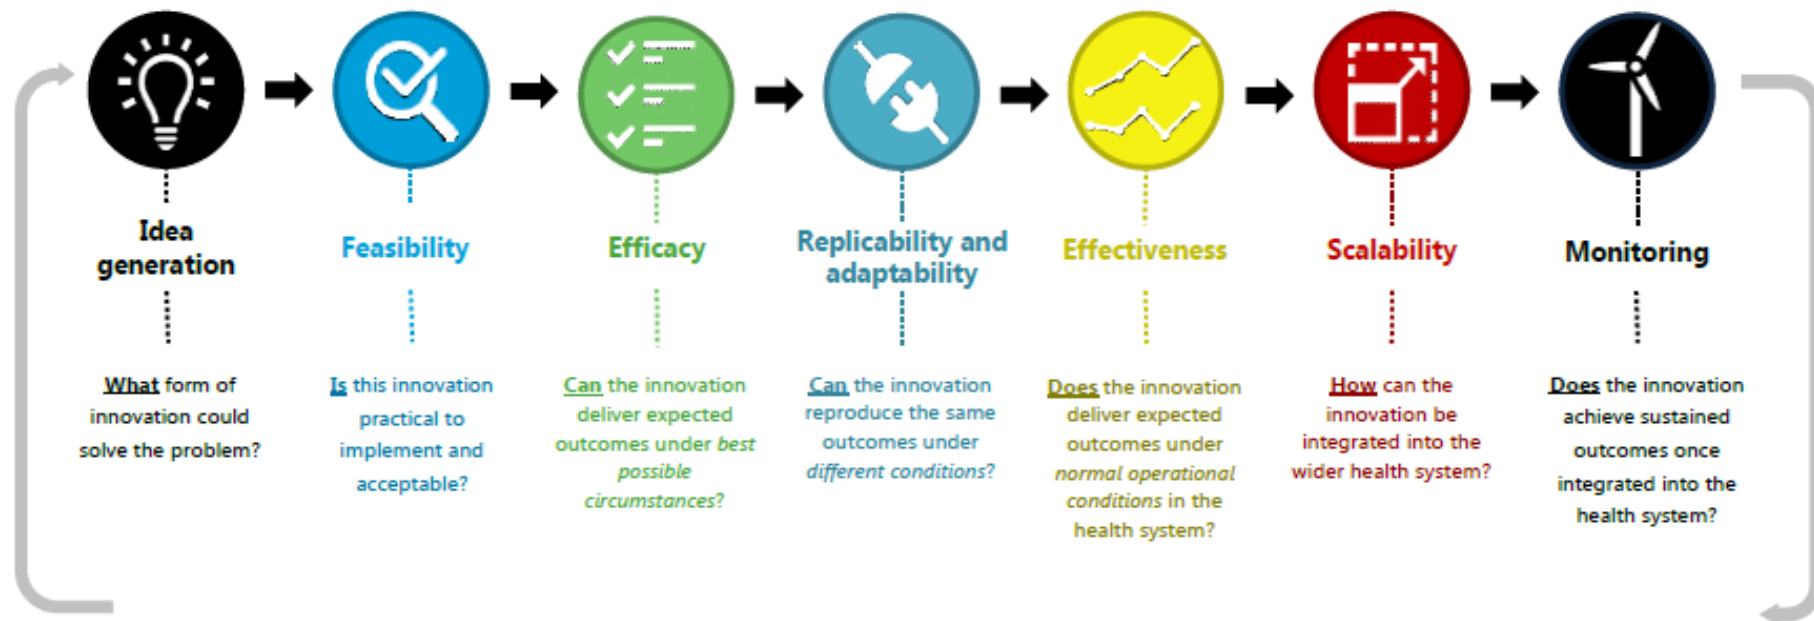 Idea
generation
What form of
innovation could
solve the problem?
Feasibility
Is this innovation
practical to
implement and
acceptable?
Efficacy
Can the innovation
deliver expected
outcomes under best
possible
circumstances?
Replicability and
adaptability
Can the innovation
reproduce the same
outcomes under
different conditions?
Effectiveness
Does the innovation
deliver expected
outcomes under
normal operational
conditions in the
health system?
Scalability
How can the
innovation be
integrated into the
wider health system?
Monitoring
Does the innovation
achieve sustained
outcomes once
integrated into the
health system?